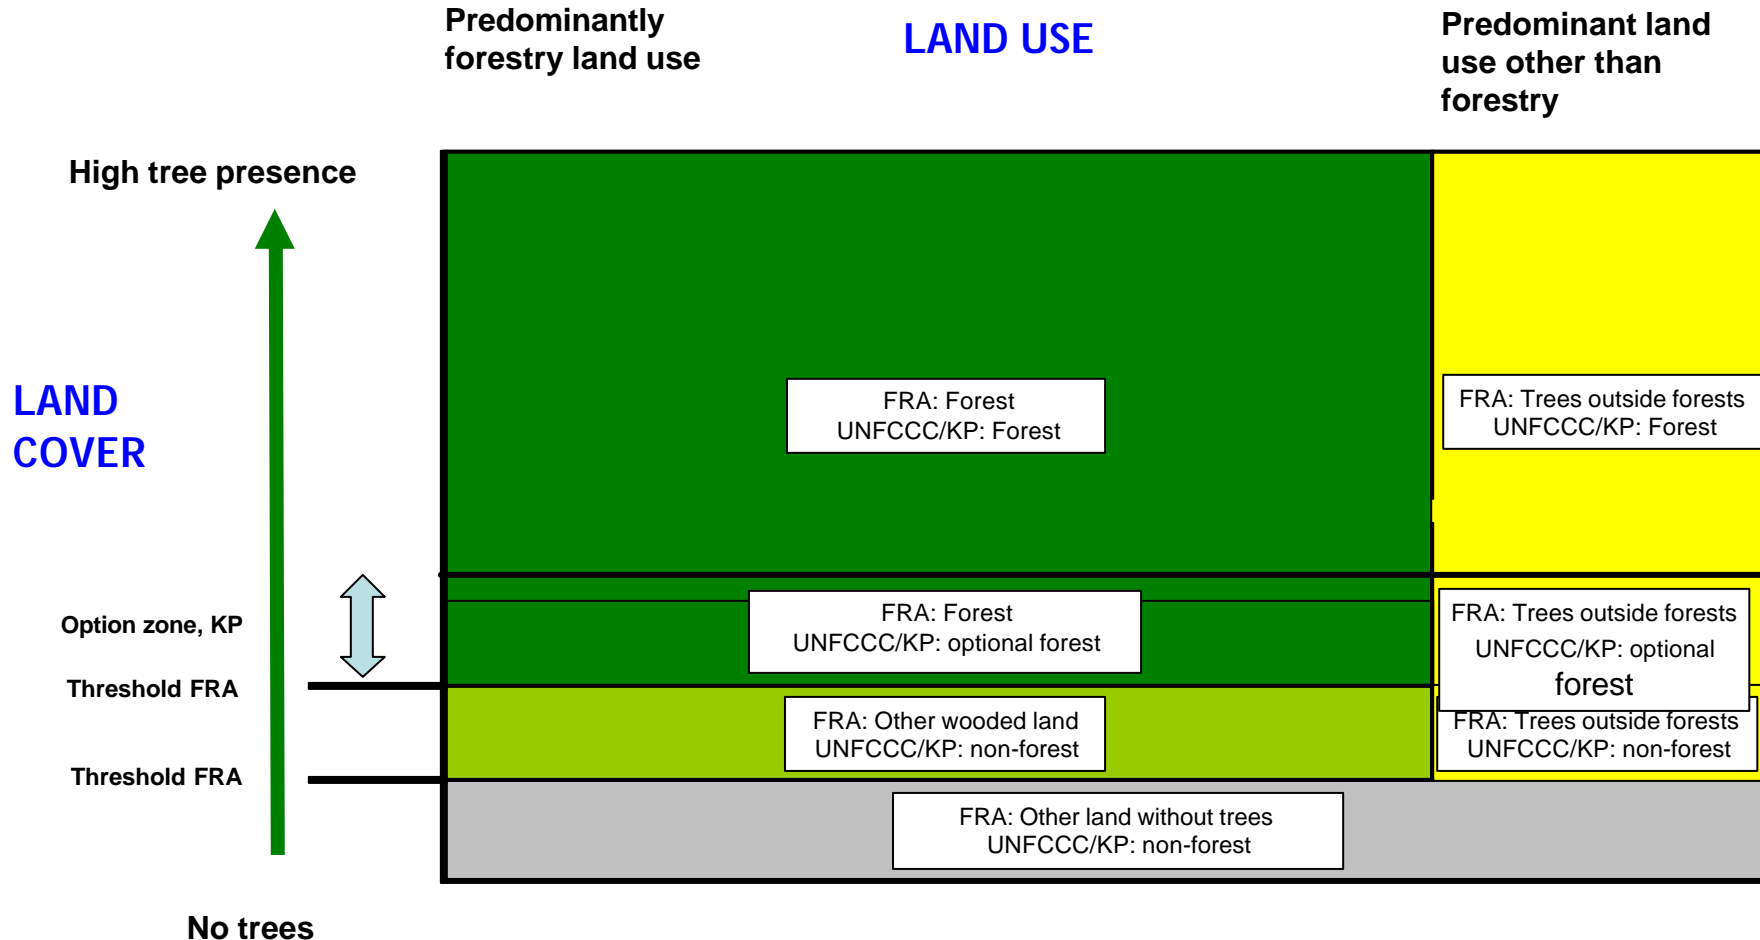 Predominantly
forestry land use
LAND USE
Predominant land
use other than
forestry
High tree presence
LAND
COVER
FRA: Forest
UNFCCC/KP: Forest
FRA: Trees outside forests
UNFCCC/KP: Forest
Option zone, KP
FRA: Forest
UNFCCC/KP: optional forest
FRA: Trees outside forests
UNFCCC/KP: optional
forest
Threshold FRA
FRA: Other wooded land
UNFCCC/KP: non-forest
FRA: Trees outside forests
UNFCCC/KP: non-forest
Threshold FRA
FRA: Other land without trees
UNFCCC/KP: non-forest
No trees